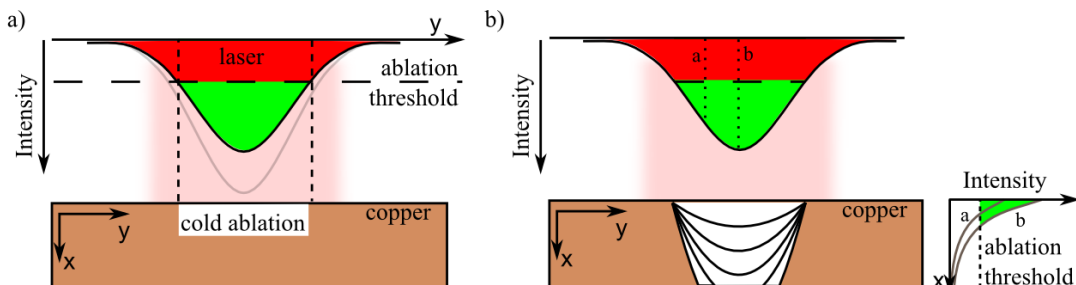 a)
y
laser
ablation
threshold
Intensity
cold ablation
copper
y
x
b)
a
b
Intensity
copper
y
x
Intensity
a
b
ablation
threshold
x